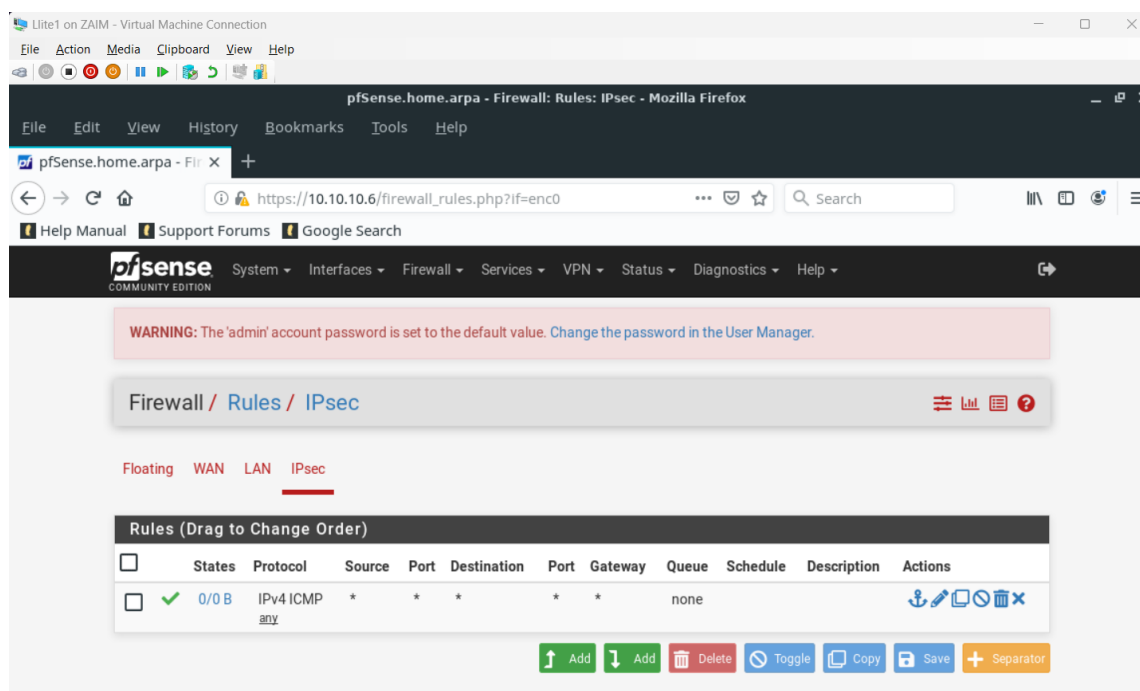 Llite1 on ZAIM - Virtual Machine Connection
File Action Media Clipboard View Help
pfSense.home.arpa - Firewall: Rules: IPsec - Mozilla Firefox
File Edit View History Bookmarks Tools Help
pfSense.home.arpa - Fir
https://10.10.10.6/firewall_rules.php?if=enc0 Search
Help Manual Support Forums Google Search
pfsense System Interfaces Firewall Services VPN Status Diagnostics Help
COMMUNITY EDITION
WARNING: The 'admin' account password is set to the default value. Change the password in the User Manager.
Firewall / Rules / IPsec
Floating WAN LAN IPsec
Rules (Drag to Change Order)
States Protocol Source Port Destination Port Gateway Queue Schedule Description Actions
0/0 B IPv4 ICMP * * * * * none
any
Add Add Delete Toggle Copy Save Separator